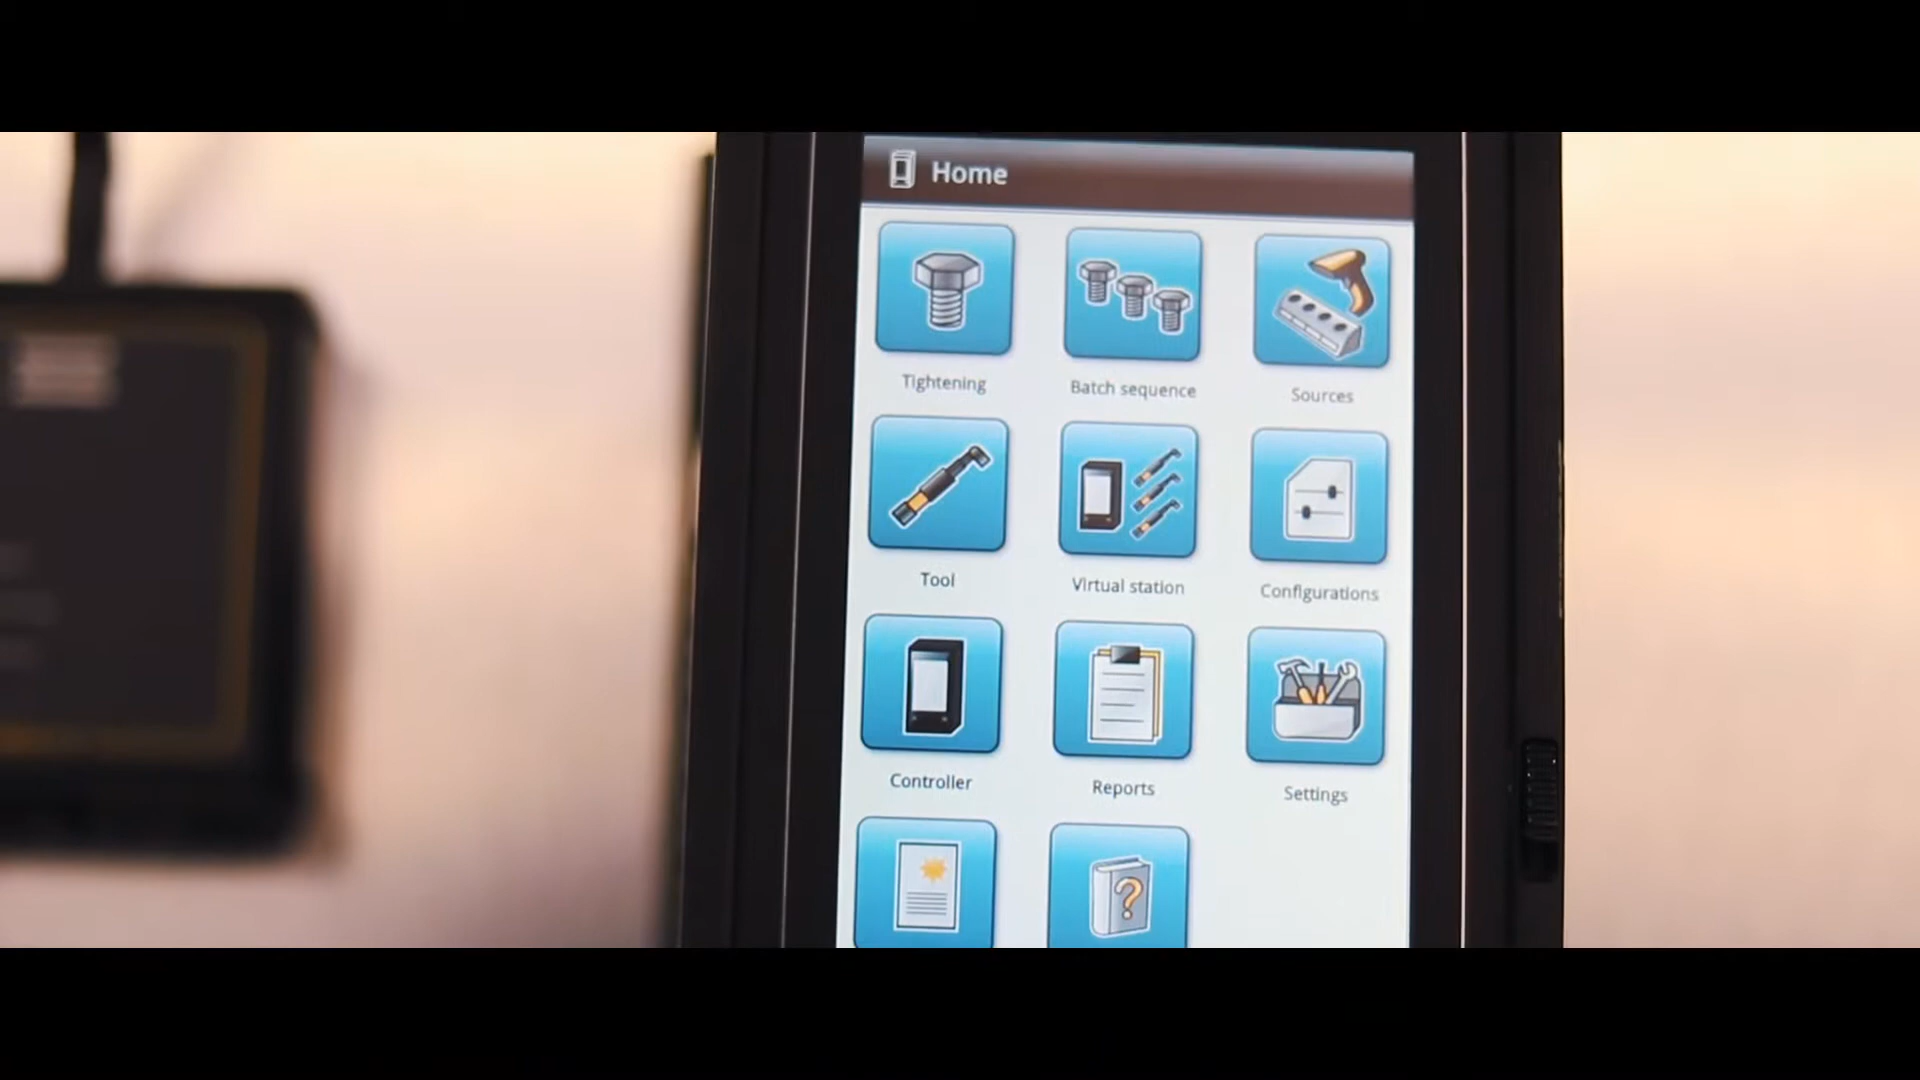 Home
Tightening
Batch sequence
Sources
Tool
Virtual station
Configurations
Controller
Reports
Settings
?